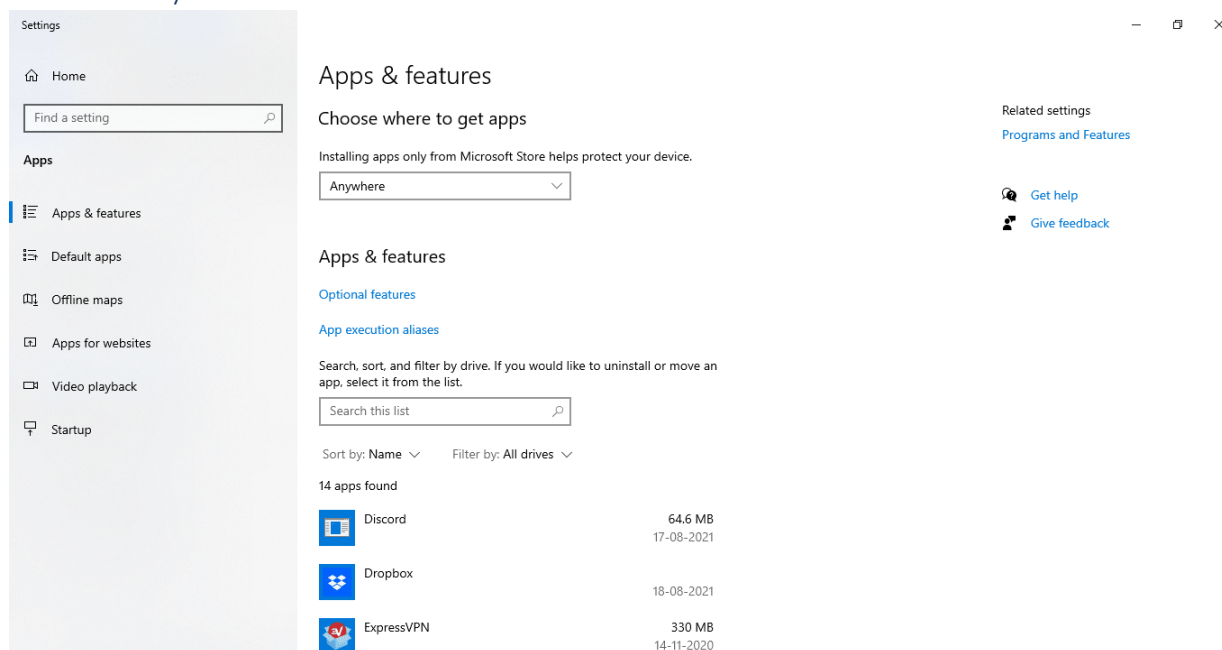 Settings
Home
Find a setting
Apps
Apps & features
Default apps
Offline maps
Apps for websites
Video playback
Startup
Apps & features
Choose where to get apps
Installing apps only from Microsoft Store helps protect your device.
Anywhere
Apps & features
Optional features
App execution aliases
Search, sort, and filter by drive. If you would like to uninstall or move an
app, select it from the list.
Search this list
Sort by: Name Filter by: All drives
14 apps found
Discord 64.6 MB
17-08-2021
Dropbox
18-08-2021
ExpressVPN 330 MB
14-11-2020
Related settings
Programs and Features
Get help
Give feedback